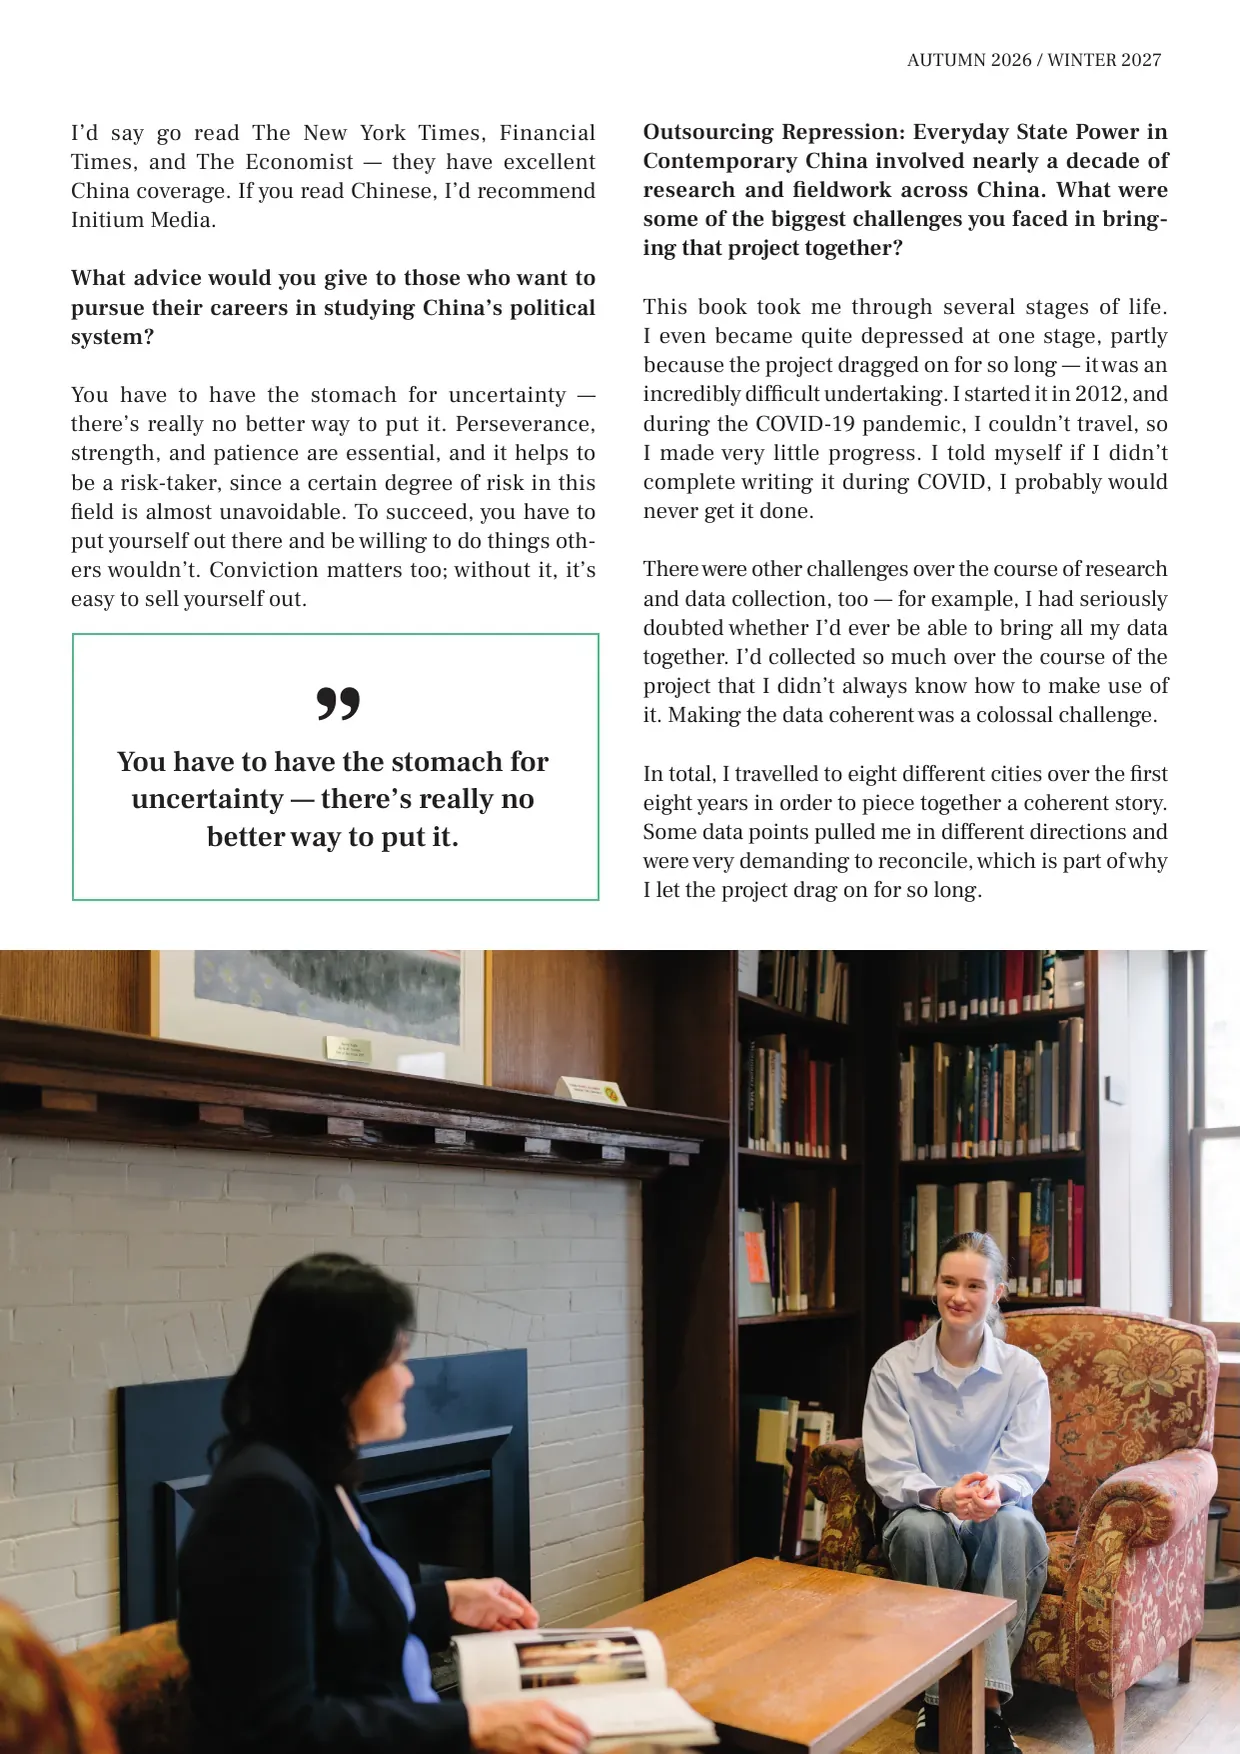 AUTUMN 2026 / WINTER 2027
I’d say go read The New York Times, Financial
Times, and The Economist — they have excellent
China coverage. If you read Chinese, I’d recommend
Initium Media.
What advice would you give to those who want to
pursue their careers in studying China’s political
system?
You have to have the stomach for uncertainty —
there’s really no better way to put it. Perseverance,
strength, and patience are essential, and it helps to
be a risk-taker, since a certain degree of risk in this
field is almost unavoidable. To succeed, you have to
put yourself out there and be willing to do things oth-
ers wouldn’t. Conviction matters too; without it, it’s
easy to sell yourself out.
”
You have to have the stomach for
uncertainty — there’s really no
better way to put it.
Outsourcing Repression: Everyday State Power in
Contemporary China involved nearly a decade of
research and fieldwork across China. What were
some of the biggest challenges you faced in bring-
ing that project together?
This book took me through several stages of life.
I even became quite depressed at one stage, partly
because the project dragged on for so long — it was an
incredibly difficult undertaking. I started it in 2012, and
during the COVID-19 pandemic, I couldn’t travel, so
I made very little progress. I told myself if I didn’t
complete writing it during COVID, I probably would
never get it done.
There were other challenges over the course of research
and data collection, too — for example, I had seriously
doubted whether I’d ever be able to bring all my data
together. I’d collected so much over the course of the
project that I didn’t always know how to make use of
it. Making the data coherent was a colossal challenge.
In total, I travelled to eight different cities over the first
eight years in order to piece together a coherent story.
Some data points pulled me in different directions and
were very demanding to reconcile, which is part of why
I let the project drag on for so long.